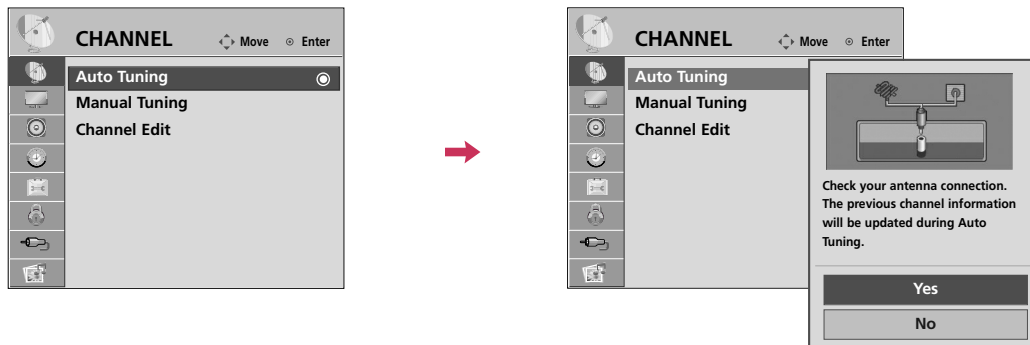 CHANNEL Move Enter
Auto Tuning
Manual Tuning
Channel Edit
CHANNEL Move Enter
Auto Tuning
Manual Tuning
Channel Edit
Check your antenna connection.
The previous channel information
will be updated during Auto
Tuning.
Yes
No